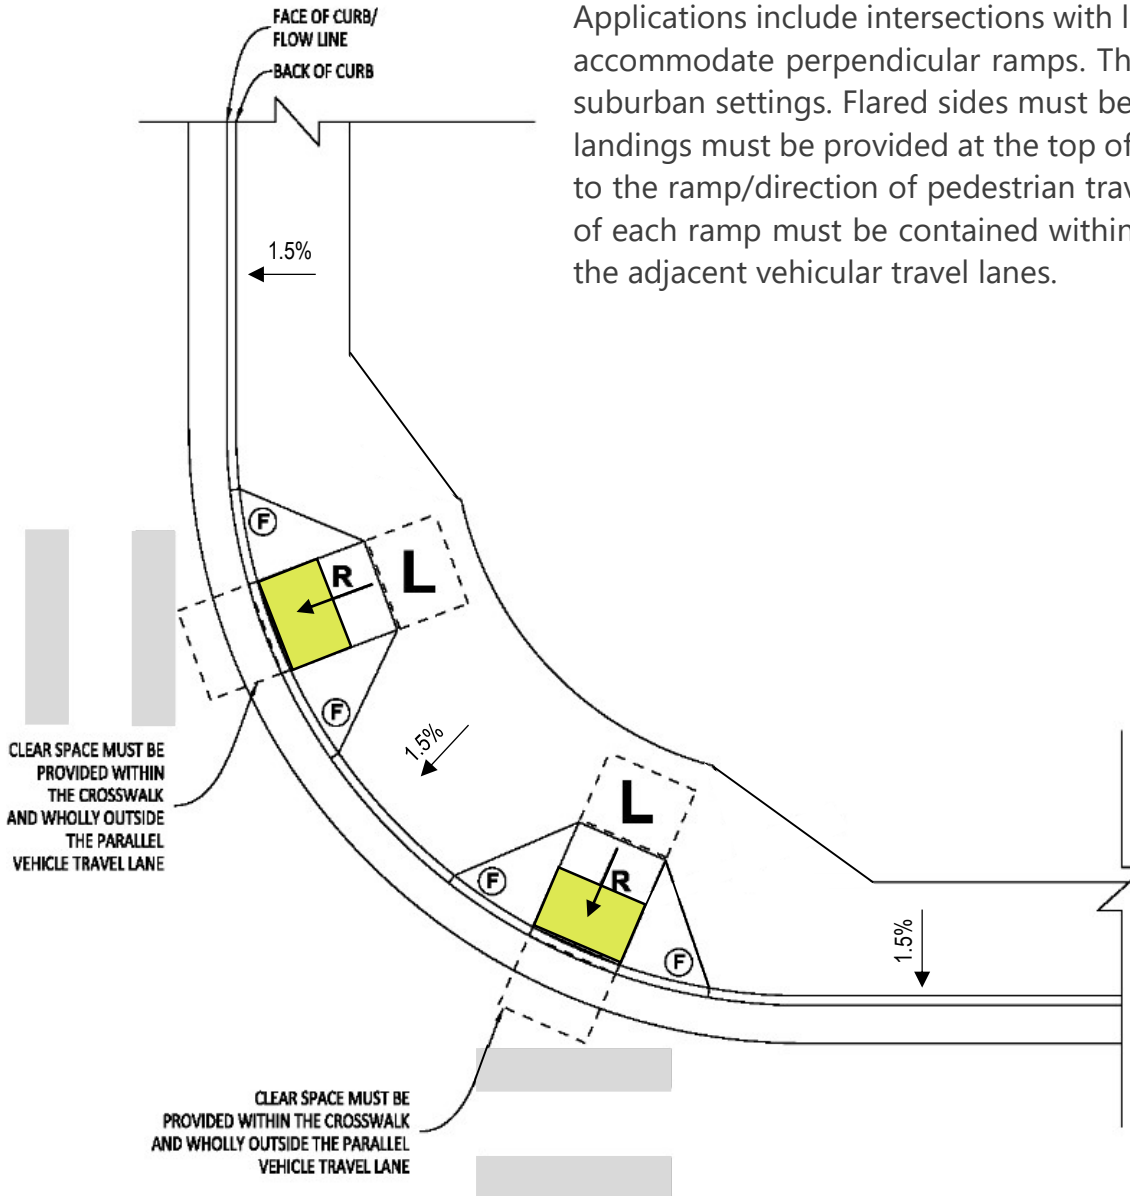 FACE OF CURB/
FLOW LINE
BACK OF CURB
Applications include intersections with
accommodate perpendicular ramps.
suburban settings. Flared sides must be
landings must be provided at the top of
to the ramp/direction of pedestrian
of each ramp must be contained within
the adjacent vehicular travel lanes.
1.5%
F
R
L
F
CLEAR SPACE MUST BE
PROVIDED WITHIN
THE CROSSWALK
AND WHOLLY OUTSIDE
THE PARALLEL
VEHICLE TRAVEL LANE
1.5%
L
F
R
F
1.5%
CLEAR SPACE MUST BE
PROVIDED WITHIN THE CROSSWALK
AND WHOLLY OUTSIDE THE PARALLEL
VEHICLE TRAVEL LANE